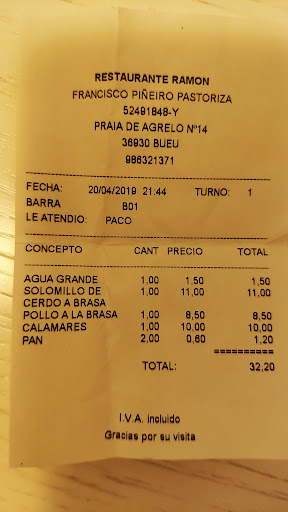 RESTAURANTE RAMON
FRANCISCO PIÑEIRO PASTORIZA
52491848-Y
PRAIA DE AGRELO Nº14
36930 BUEU
986321371
FECHA: 20/04/2019 21:44 TURNO: 1
BARRA B01
LE ATENDIO: PACO
CONCEPTO CANT PRECIO TOTAL
AGUA GRANDE 1,00 1,50 1,50
SOLOMILLO DE 1,00 11,00 11,00
CERDO A BRASA
POLLO A LA BRASA 1,00 8,50 8,50
CALAMARES 1,00 10,00 10,00
PAN 2,00 0,60 1,20
==========
TOTAL: 32,20
I.V.A. incluido
Gracias por su visita